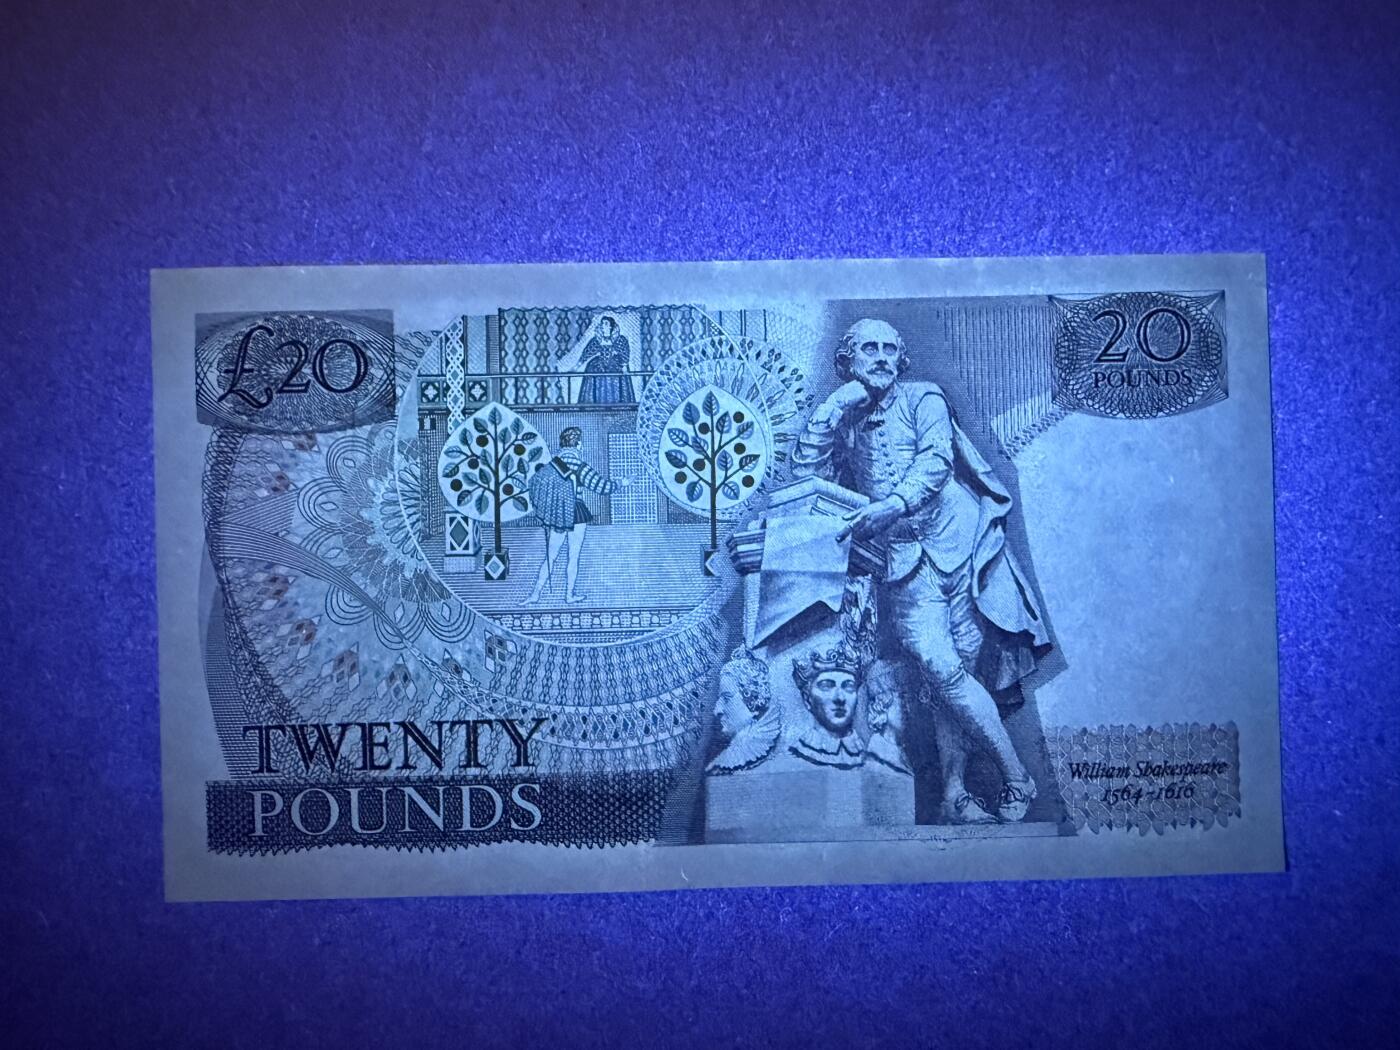 £20
20
POUNDS
TWENTY
POUNDS
William Shakespeare
1564-1616